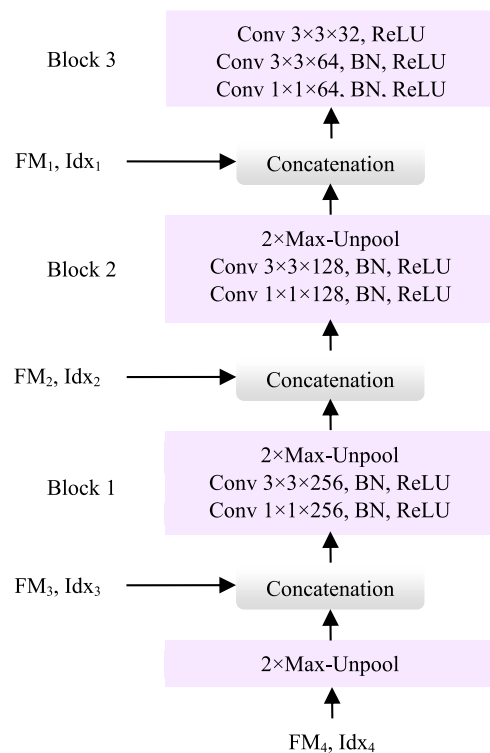 Conv 3×3×32, ReLU
Block 3
Conv 3×3×64, BN, ReLU
Conv 1×1×64, BN, ReLU
FM₁, Idx₁
Concatenation
2×Max-Unpool
Block 2
Conv 3×3×128, BN, ReLU
Conv 1×1×128, BN, ReLU
FM₂, Idx₂
Concatenation
2×Max-Unpool
Block 1
Conv 3×3×256, BN, ReLU
Conv 1×1×256, BN, ReLU
FM₃, Idx₃
Concatenation
2×Max-Unpool
FM₄, Idx₄